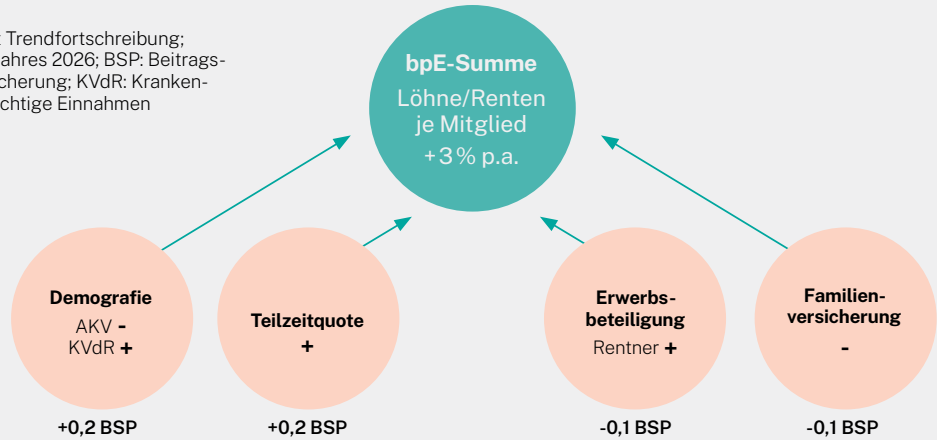 Trendfortschreibung;
ahres 2026; BSP: Beitrags-
cherung; KVdR: Kranken-
chtige Einnahmen
bpE-Summe
Löhne/Renten
je Mitglied
+3 % p.a.
Demografie
AKV -
KVdR +
Teilzeitquote
+
Erwerbs-
beteiligung
Rentner +
Familien-
versicherung
-
+0,2 BSP
+0,2 BSP
-0,1 BSP
-0,1 BSP